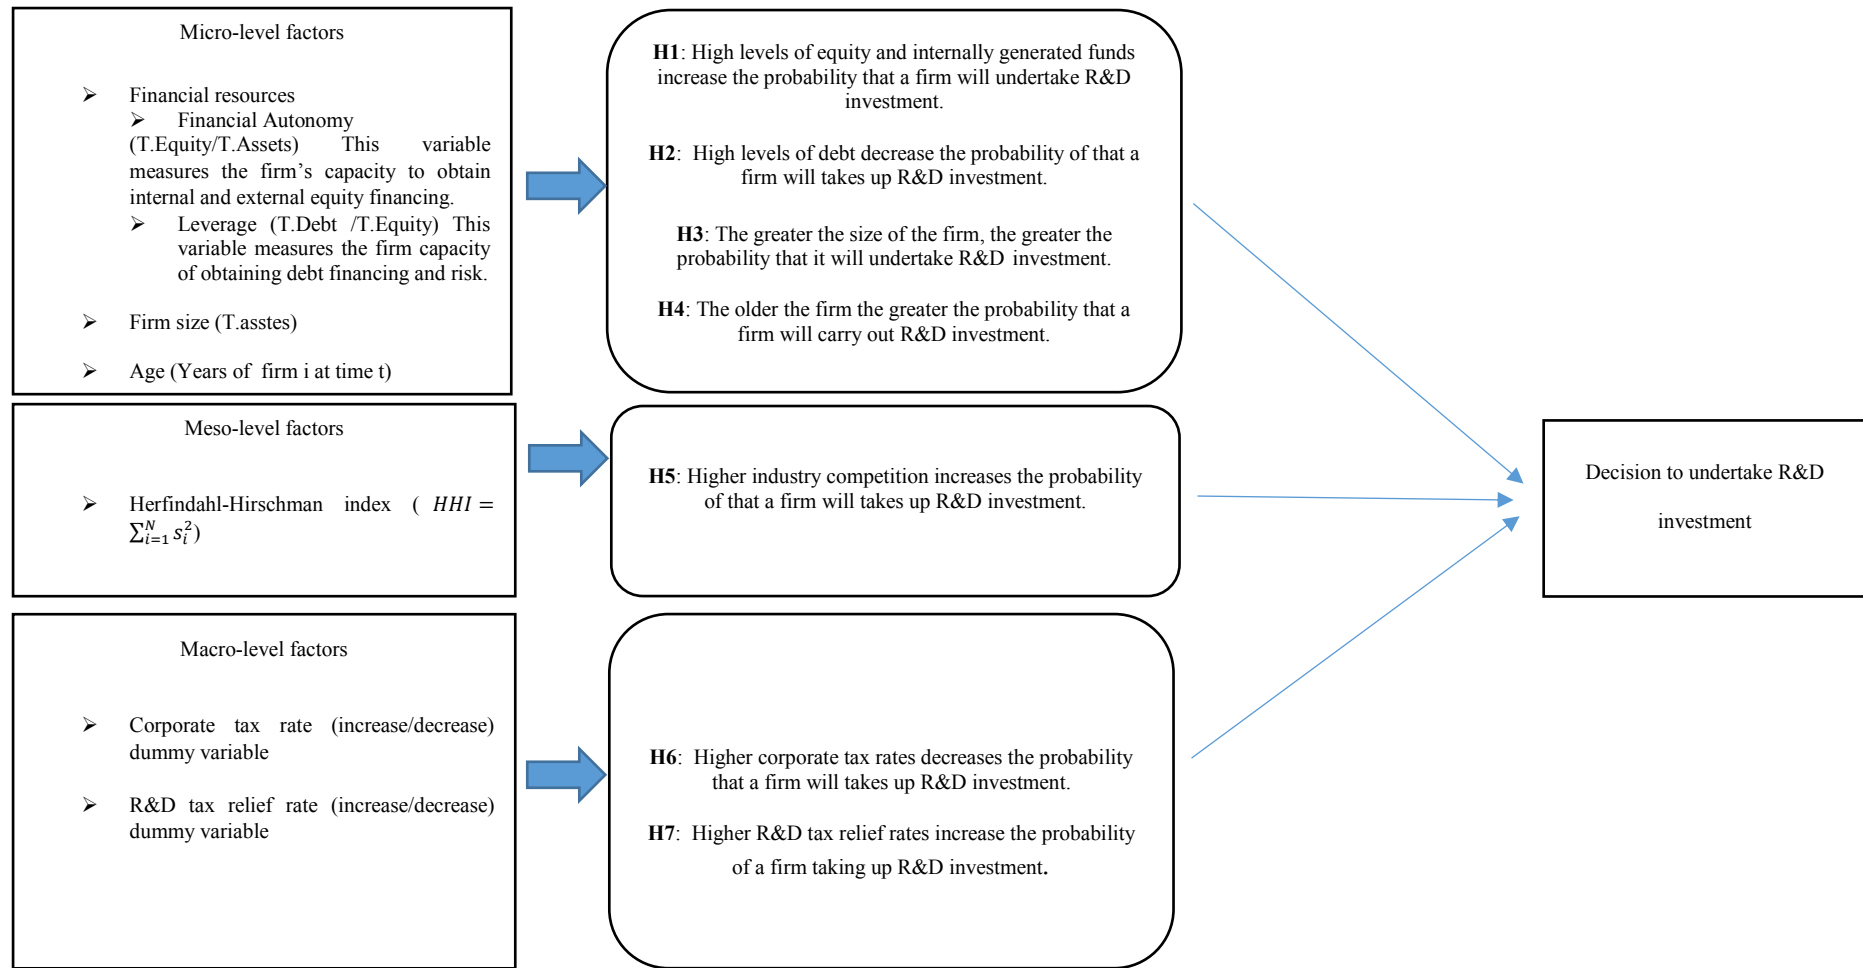 Micro-level factors
➢ Financial resources
➢ Financial Autonomy
(T.Equity/T.Assets) This variable
measures the firm’s capacity to obtain
internal and external equity financing.
➢ Leverage (T.Debt /T.Equity) This
variable measures the firm capacity
of obtaining debt financing and risk.
➢ Firm size (T.asstes)
➢ Age (Years of firm i at time t)
H1: High levels of equity and internally generated funds
increase the probability that a firm will undertake R&D
investment.
H2: High levels of debt decrease the probability of that a
firm will takes up R&D investment.
H3: The greater the size of the firm, the greater the
probability that it will undertake R&D investment.
H4: The older the firm the greater the probability that a
firm will carry out R&D investment.
Meso-level factors
➢ Herfindahl-Hirschman index ( HHI =
∑_{i=1}^{N} s_i^2)
H5: Higher industry competition increases the probability
of that a firm will takes up R&D investment.
Macro-level factors
➢ Corporate tax rate (increase/decrease)
dummy variable
➢ R&D tax relief rate (increase/decrease)
dummy variable
H6: Higher corporate tax rates decreases the probability
that a firm will takes up R&D investment.
H7: Higher R&D tax relief rates increase the probability
of a firm taking up R&D investment.
Decision to undertake R&D
investment